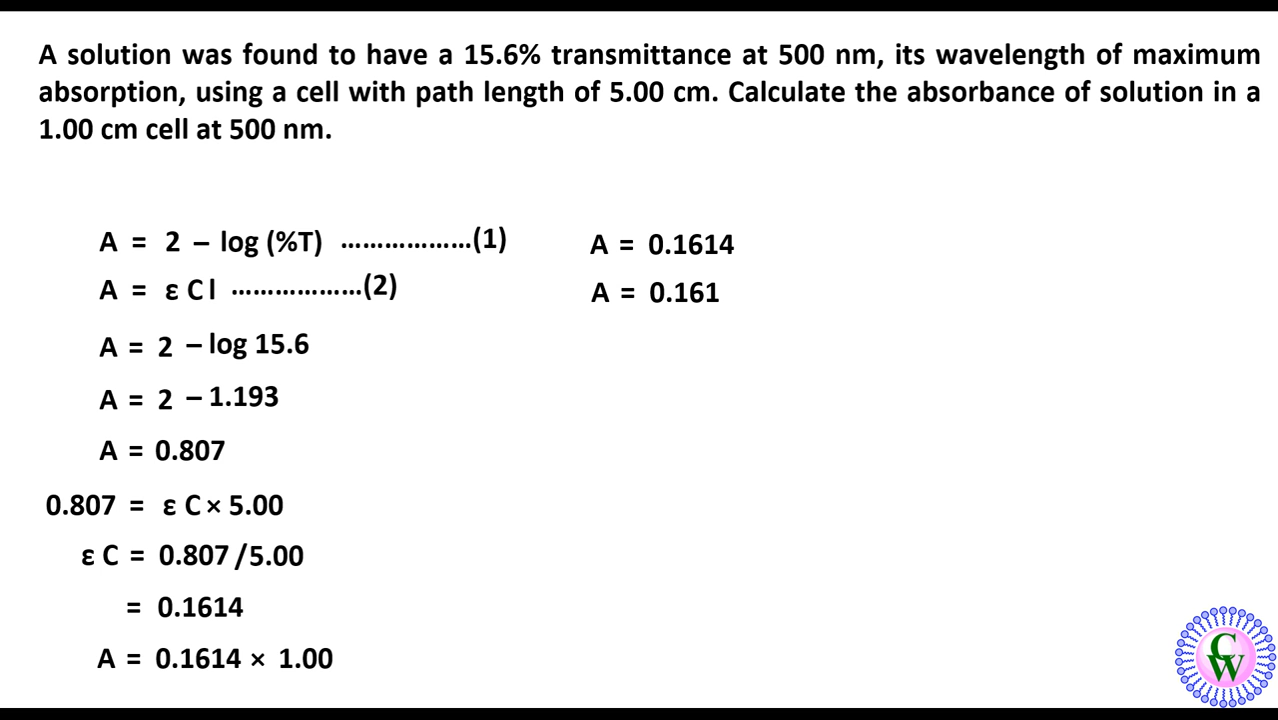 A solution was found to have a 15.6% transmittance at 500 nm, its wavelength of maximum
absorption, using a cell with path length of 5.00 cm. Calculate the absorbance of solution in a
1.00 cm cell at 500 nm.
A = 2 – log (%T) ..................(1)
A = ε C l ..................(2)
A = 2 – log 15.6
A = 2 – 1.193
A = 0.807
0.807 = ε C × 5.00
ε C = 0.807 / 5.00
= 0.1614
A = 0.1614 × 1.00
A = 0.1614
A = 0.161
CW